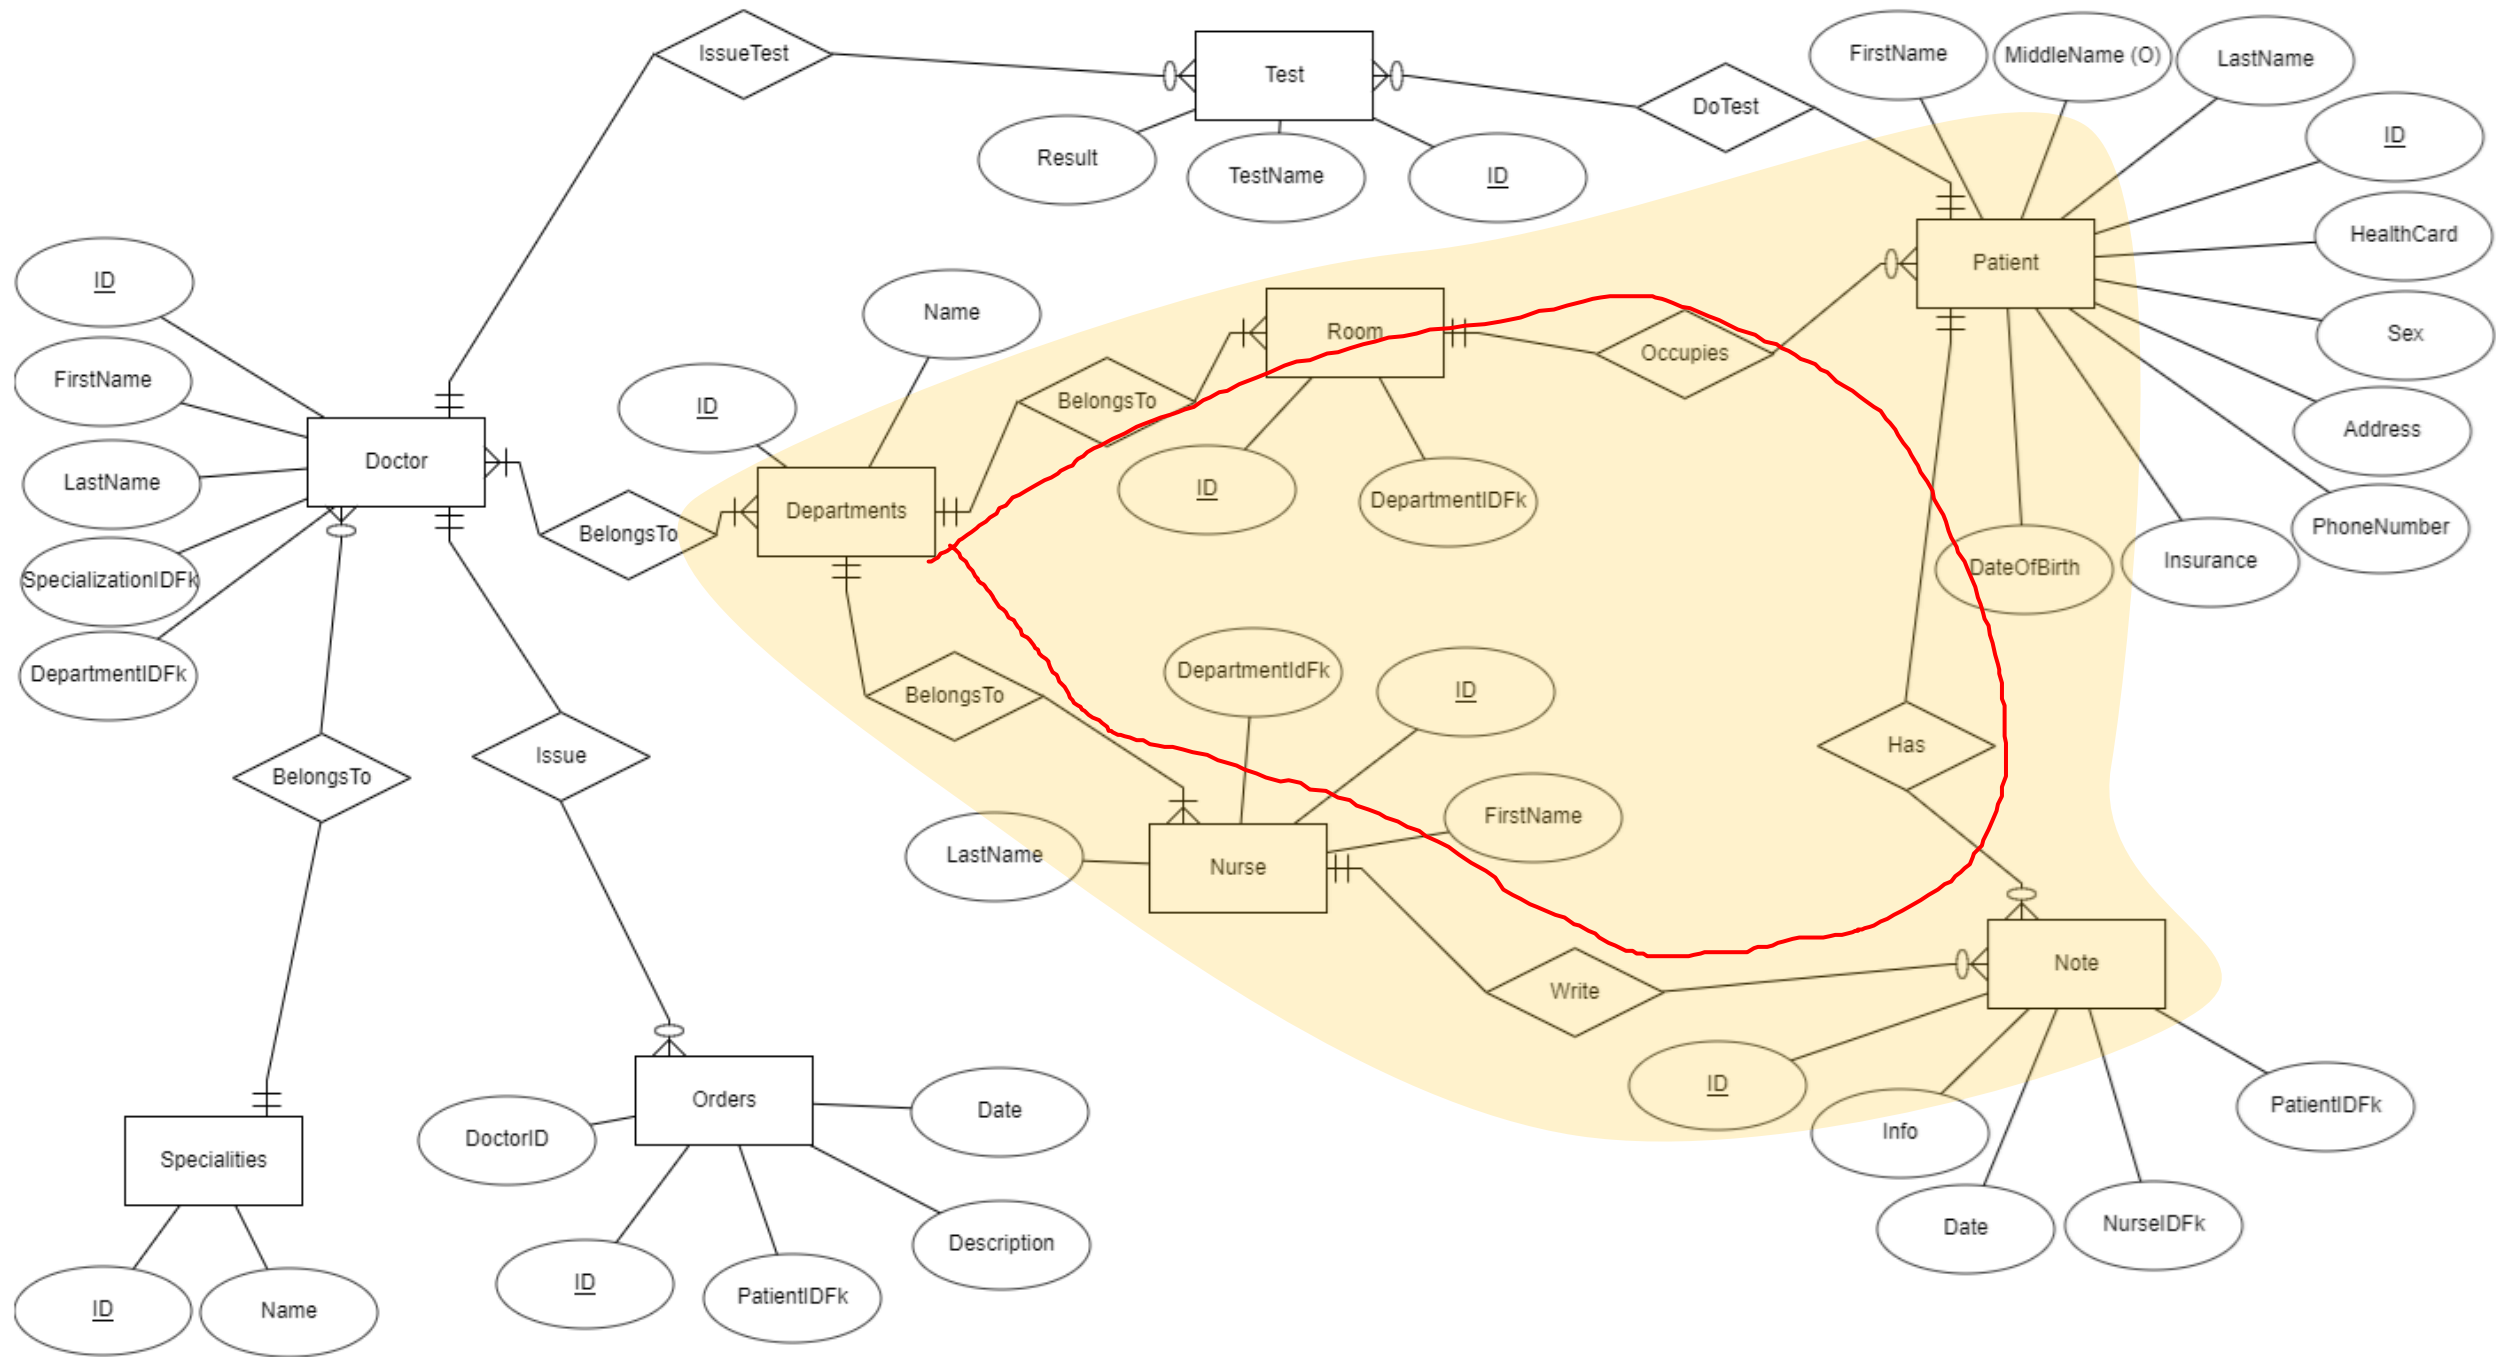 IssueTest
Test
FirstName
MiddleName (O)
LastName
DoTest
Result
TestName
ID
ID
HealthCard
Patient
ID
Name
Room
Sex
Occupies
FirstName
BelongsTo
ID
Address
Doctor
LastName
Departments
ID
DepartmentIDFk
PhoneNumber
BelongsTo
SpecializationIDFk
DateOfBirth
Insurance
DepartmentIDFk
DepartmentIdFk
ID
BelongsTo
Has
Issue
BelongsTo
FirstName
LastName
Nurse
Note
Write
Orders
Date
ID
PatientIDFk
DoctorID
Info
Specialities
Date
NurseIDFk
Description
ID
PatientIDFk
ID
Name